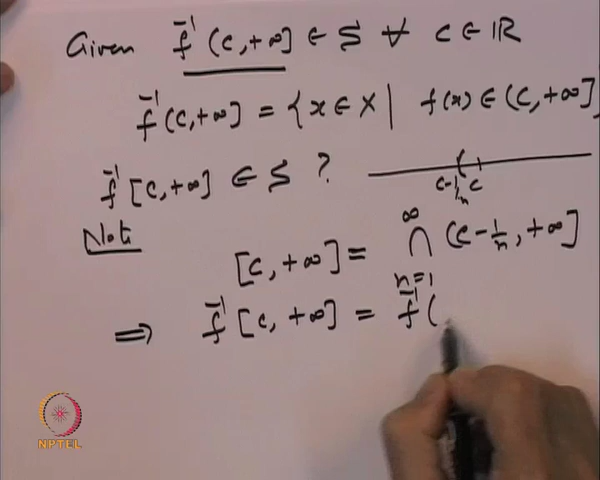 Given f⁻¹(c, +∞] ∈ S ∀ c ∈ ℝ
f⁻¹(c, +∞] = {x ∈ X | f(x) ∈ (c, +∞]
f⁻¹[c, +∞] ∈ S ?
c-1/n c
Note
[c, +∞] = ∩_{n=1}^{∞} (c - 1/n, +∞]
⟹ f⁻¹[c, +∞] = f⁻¹(
NPTEL